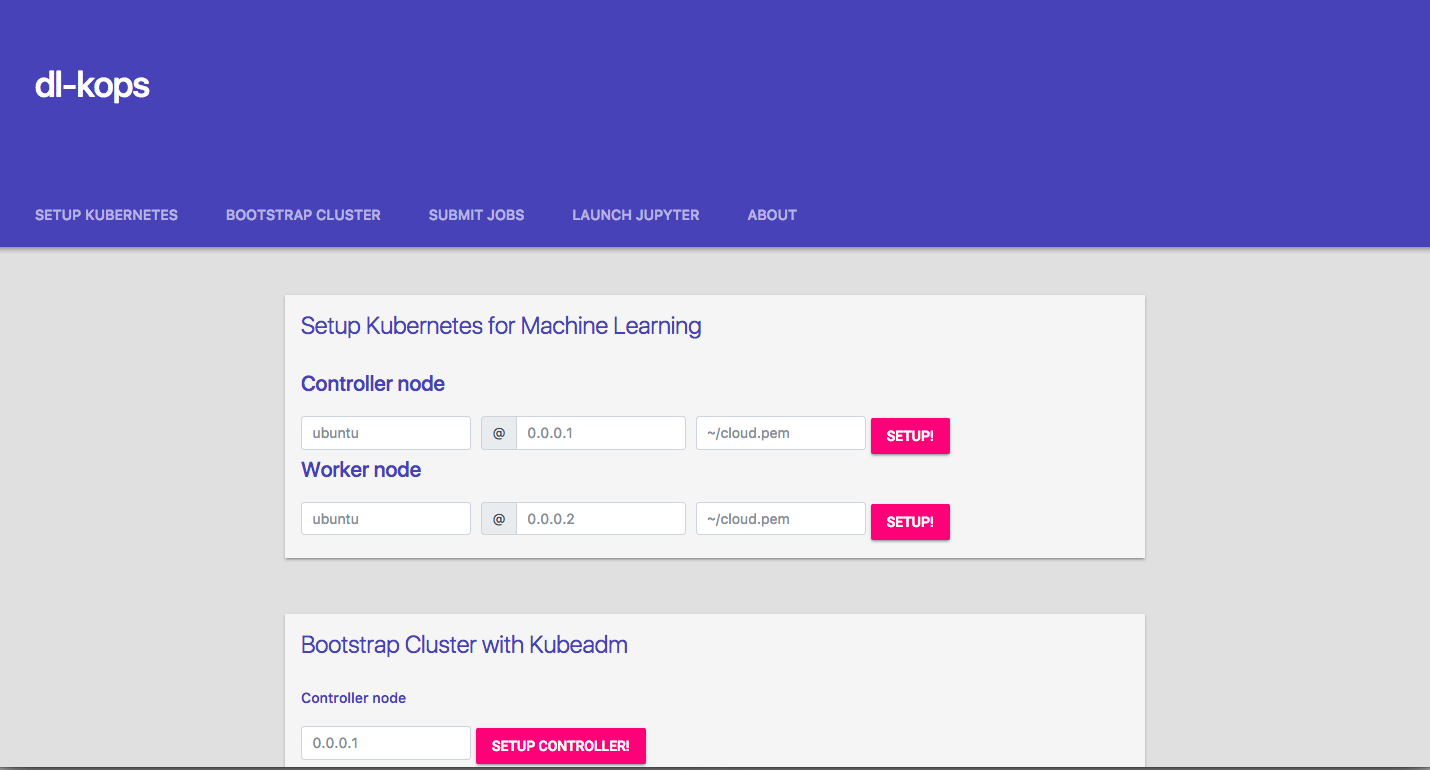 dl-kops
SETUP KUBERNETES BOOTSTRAP CLUSTER SUBMIT JOBS LAUNCH JUPYTER ABOUT
Setup Kubernetes for Machine Learning
Controller node
ubuntu @ 0.0.0.1 ~/cloud.pem SETUP!
Worker node
ubuntu @ 0.0.0.2 ~/cloud.pem SETUP!
Bootstrap Cluster with Kubeadm
Controller node
0.0.0.1 SETUP CONTROLLER!